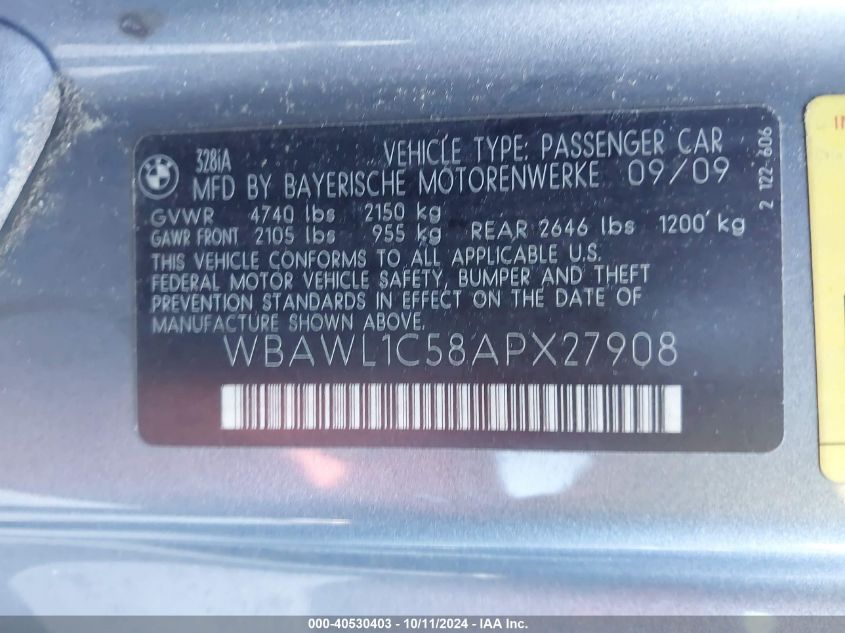 BMW
328iA
VEHICLE TYPE: PASSENGER CAR
MFD BY BAYERISCHE MOTORENWERKE 09/09
GVWR 4740 lbs 2150 kg
GAWR FRONT 2105 lbs 955 kg REAR 2646 lbs 1200 kg
THIS VEHICLE CONFORMS TO ALL APPLICABLE U.S.
FEDERAL MOTOR VEHICLE SAFETY, BUMPER AND THEFT
PREVENTION STANDARDS IN EFFECT ON THE DATE OF
MANUFACTURE SHOWN ABOVE.
WBAWL1C58APX27908
2 122 606
000-40530403 - 10/11/2024 - IAA Inc.